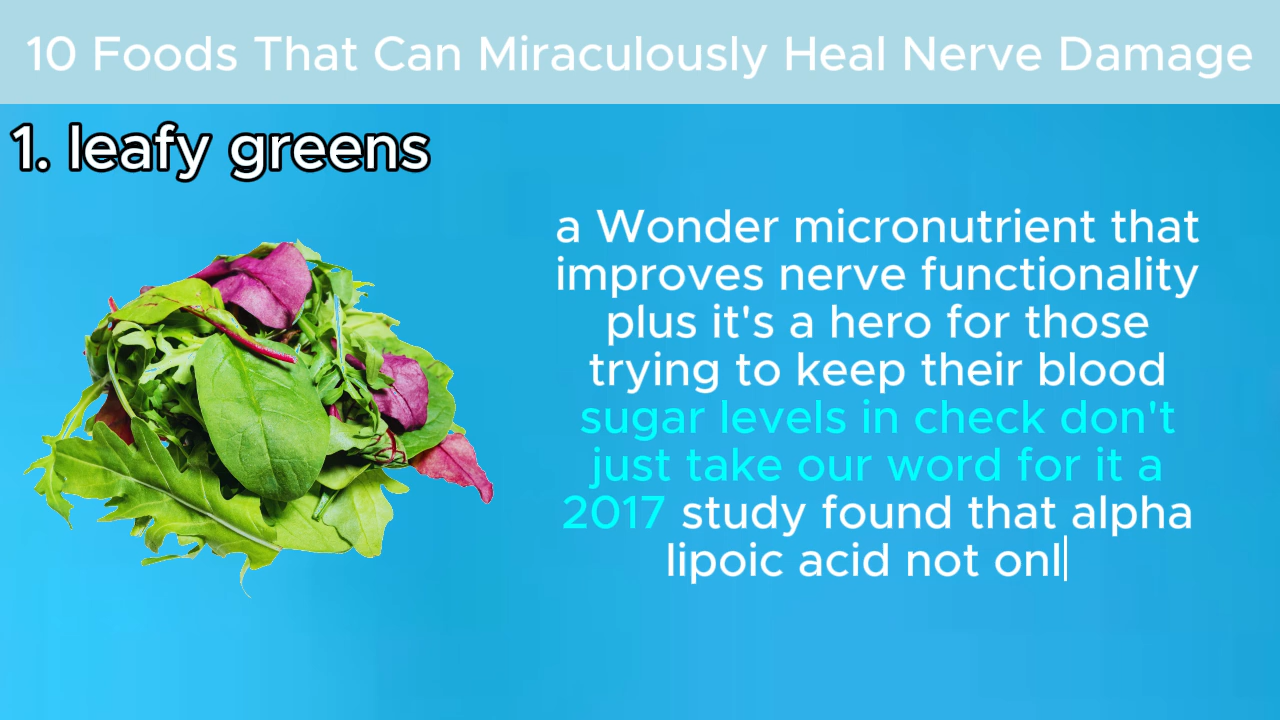 10 Foods That Can Miraculously Heal Nerve Damage
1. leafy greens
a Wonder micronutrient that
improves nerve functionality
plus it's a hero for those
trying to keep their blood
sugar levels in check don't
just take our word for it a
2017 study found that alpha
lipoic acid not onl